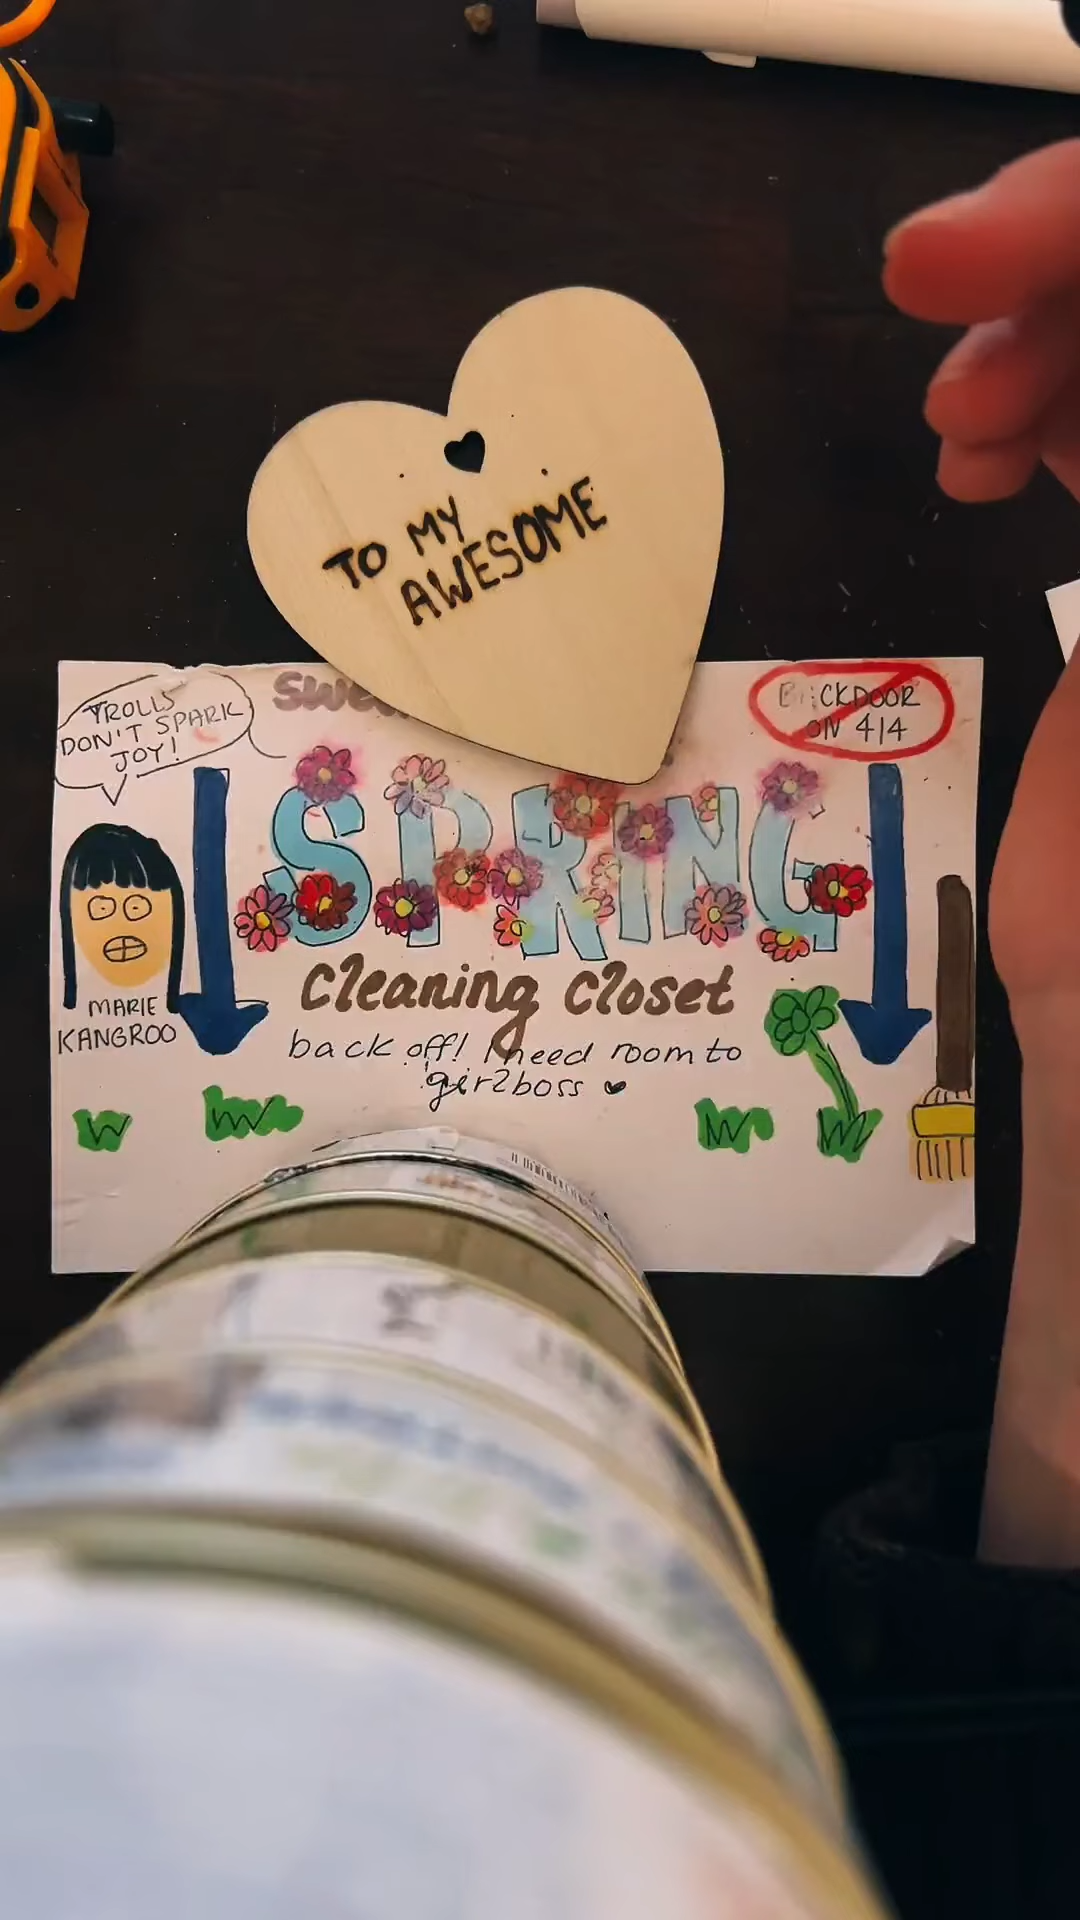 TO MY
AWESOME
TROLLS
DON'T SPARK
JOY!
ON 4/4
SPRING
Cleaning Closet
back off! I need room to
girlboss
MARIE
KANGROO